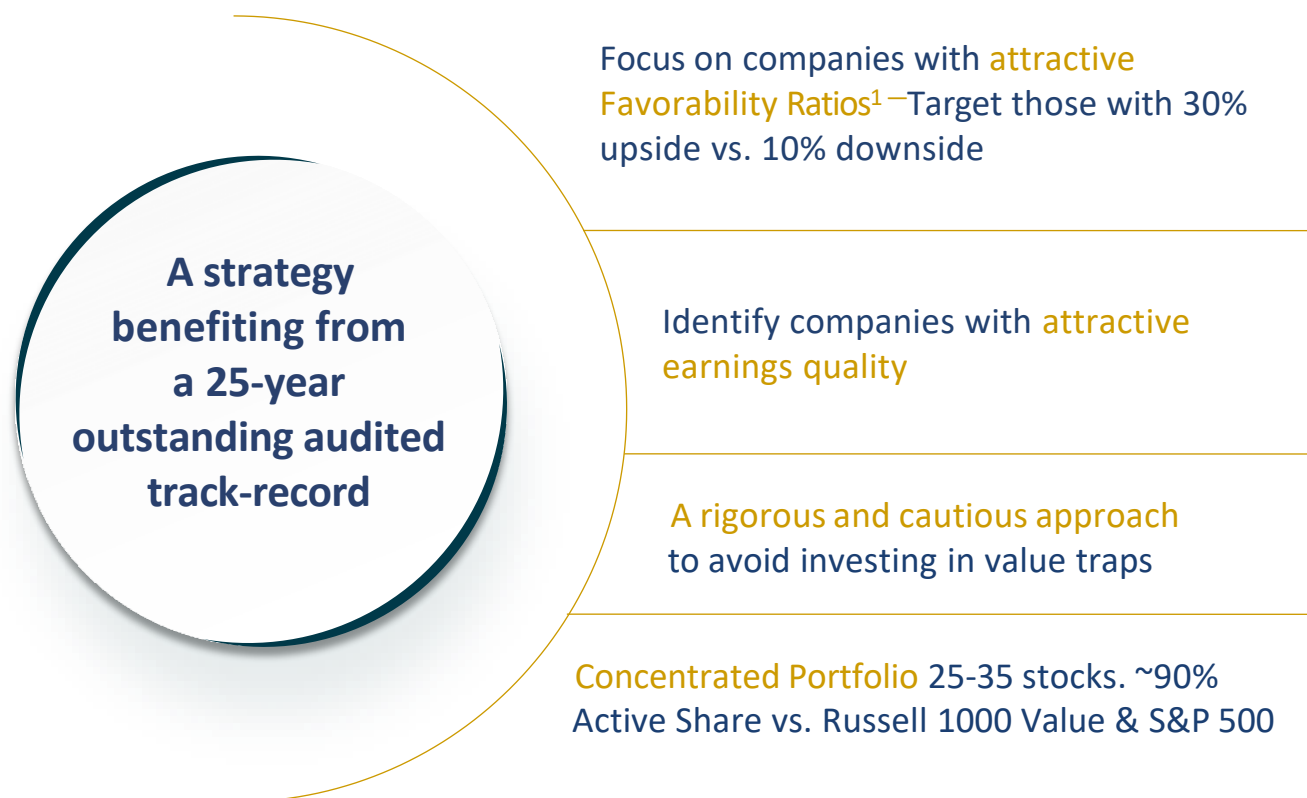 A strategy
benefiting from
a 25-year
outstanding audited
track-record
Focus on companies with attractive
Favorability Ratios¹ —Target those with 30%
upside vs. 10% downside
Identify companies with attractive
earnings quality
A rigorous and cautious approach
to avoid investing in value traps
Concentrated Portfolio 25-35 stocks. ~90%
Active Share vs. Russell 1000 Value & S&P 500